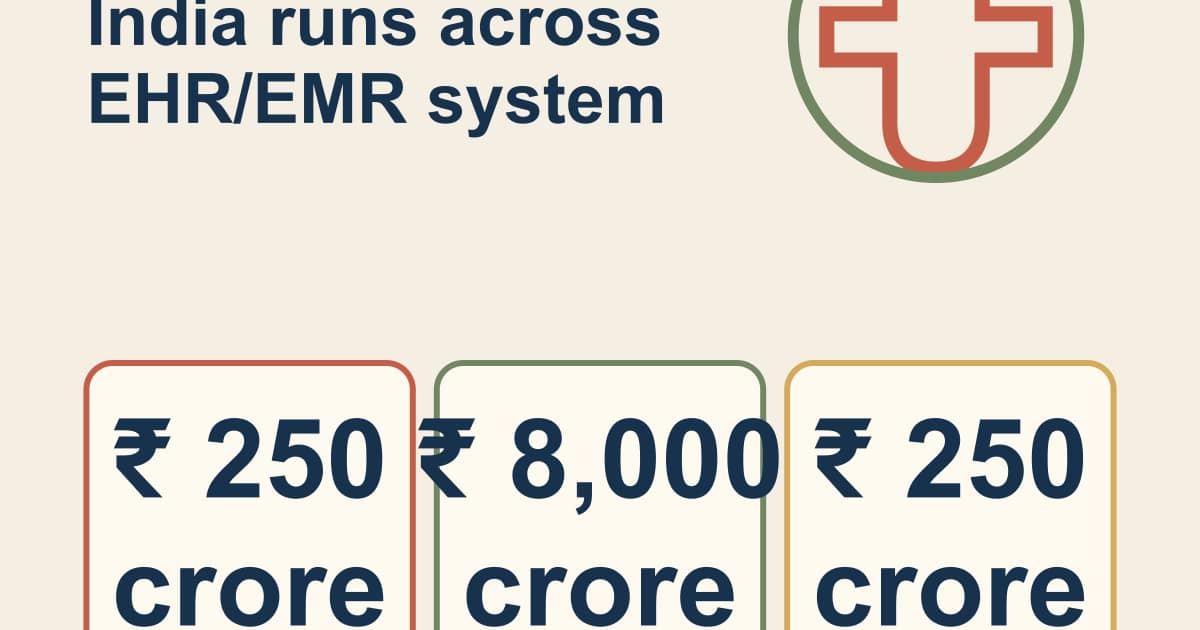 India runs across
EHR/EMR system
₹ 250
crore
₹ 8,000
crore
₹ 250
crore